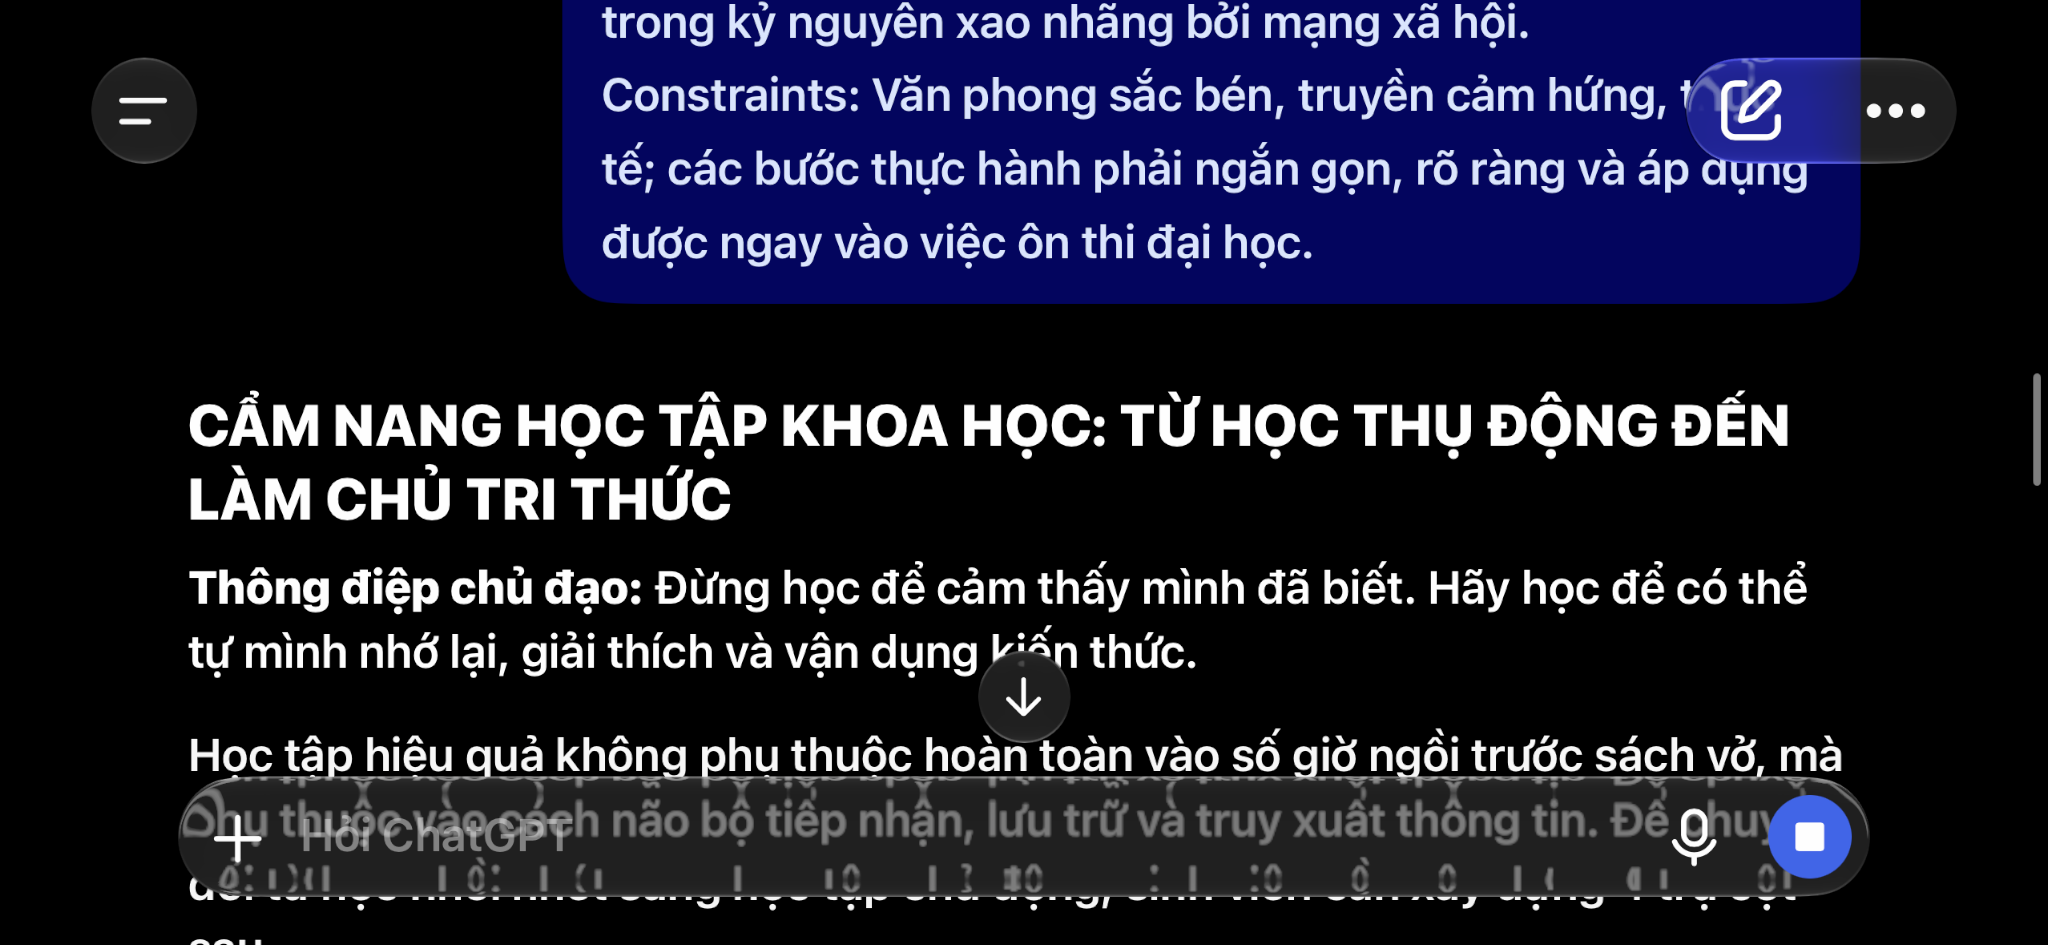 trong kỷ nguyên xao nhãng bởi mạng xã hội.
Constraints: Văn phong sắc bén, truyền cảm hứng, thực
tế; các bước thực hành phải ngắn gọn, rõ ràng và áp dụng
được ngay vào việc ôn thi đại học.
CẨM NANG HỌC TẬP KHOA HỌC: TỪ HỌC THỤ ĐỘNG ĐẾN
LÀM CHỦ TRI THỨC
Thông điệp chủ đạo: Đừng học để cảm thấy mình đã biết. Hãy học để có thể
tự mình nhớ lại, giải thích và vận dụng kiến thức.
Học tập hiệu quả không phụ thuộc hoàn toàn vào số giờ ngồi trước sách vở, mà
phụ thuộc vào cách não bộ tiếp nhận, lưu trữ và truy xuất thông tin. Để
Hỏi ChatGPT